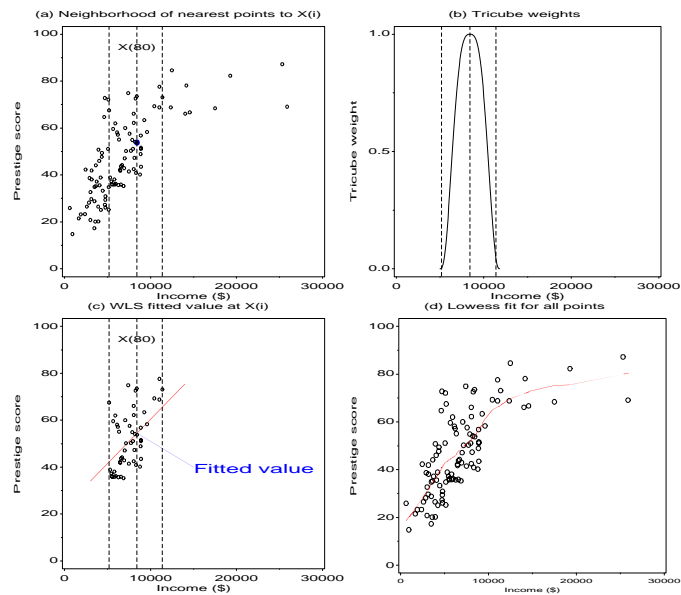 (a) Neighborhood of nearest points to X(i)
X(80)
Prestige score
100
80
60
40
20
0
0
10000
20000
30000
Income ($)
(b) Tricube weights
Tricube weight
1.0
0.5
0.0
0
10000
20000
30000
Income ($)
(c) WLS fitted value at X(i)
X(80)
Fitted value
Prestige score
100
80
60
40
20
0
0
10000
20000
30000
Income ($)
(d) Lowess fit for all points
Prestige score
100
80
60
40
20
0
0
10000
20000
30000
Income ($)